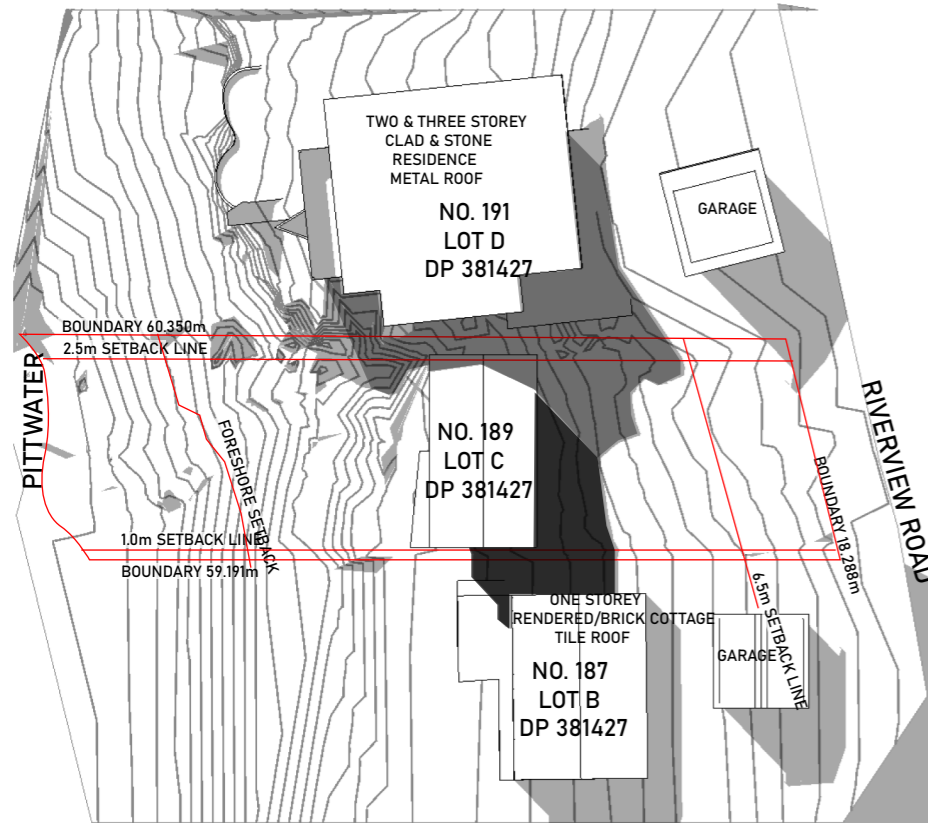 TWO & THREE STOREY
CLAD & STONE
RESIDENCE
METAL ROOF
NO. 191
LOT D
DP 381427
GARAGE
BOUNDARY 60.350m
2.5m SETBACK LINE
PITTWATER
FORESHORE SETBACK
NO. 189
LOT C
DP 381427
RIVERVIEW ROAD
BOUNDARY 18.288m
1.0m SETBACK LINE
BOUNDARY 59.191m
6.5m SETBACK LINE
ONE STOREY
RENDERED/BRICK COTTAGE
TILE ROOF
NO. 187
LOT B
DP 381427
GARAGE